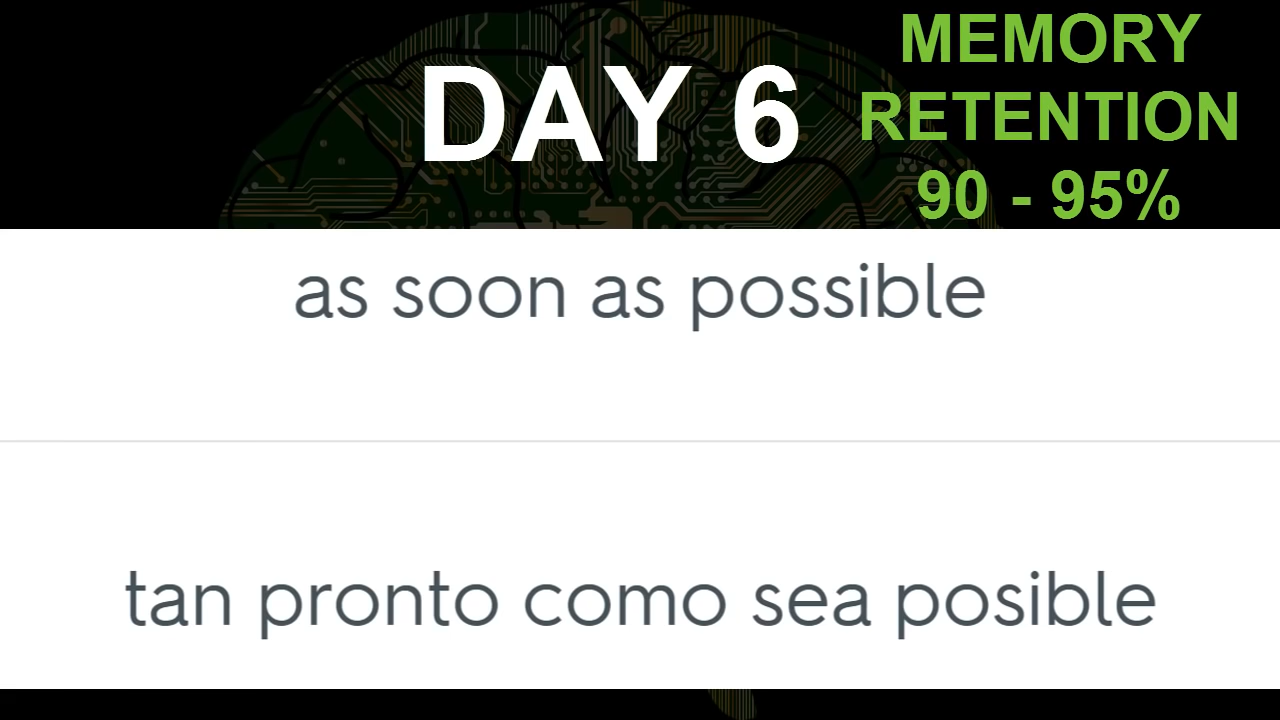 DAY 6
MEMORY
RETENTION
90 - 95%
as soon as possible
tan pronto como sea posible